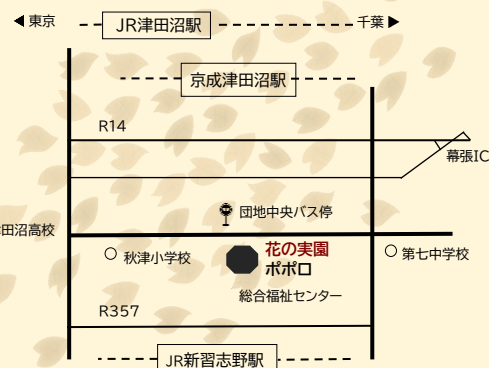 ◀ 東京
JR津田沼駅
千葉 ▶
京成津田沼駅
R14
幕張IC
団地中央バス停
田沼高校
秋津小学校
花の実園
ポポロ
第七中学校
総合福祉センター
R357
JR新習志野駅